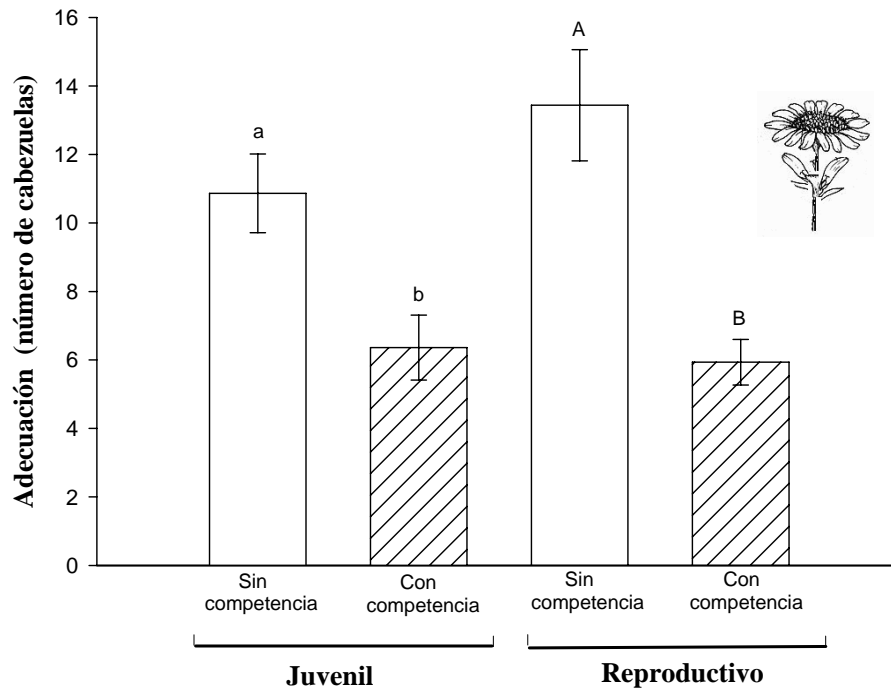 Adecuación (número de cabezuelas)
16
14
12
10
8
6
4
2
0
a
b
A
B
Sin
competencia
Con
competencia
Sin
competencia
Con
competencia
Juvenil
Reproductivo